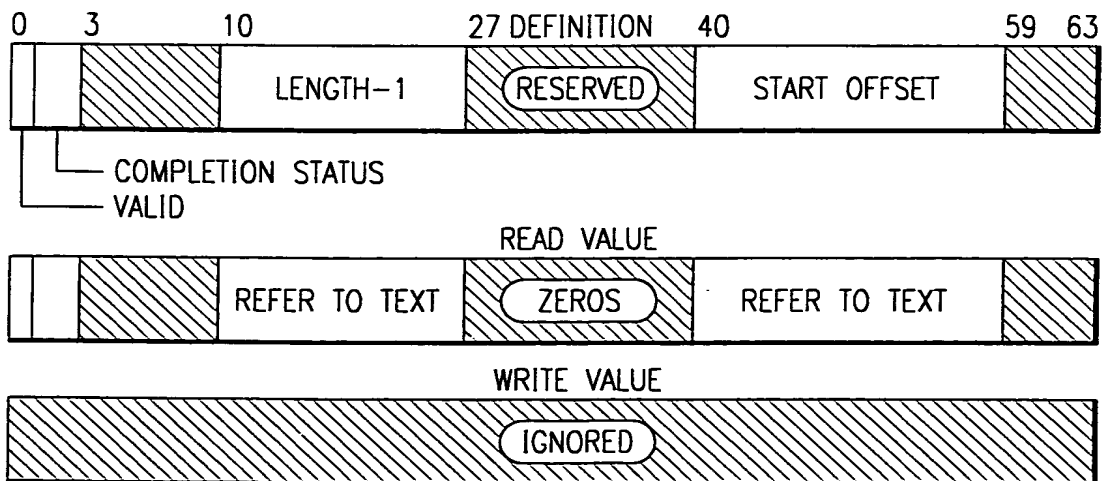 0 3 10 27 DEFINITION 40 59 63
LENGTH-1 RESERVED START OFFSET
COMPLETION STATUS
VALID
READ VALUE
REFER TO TEXT ZEROS REFER TO TEXT
WRITE VALUE
IGNORED